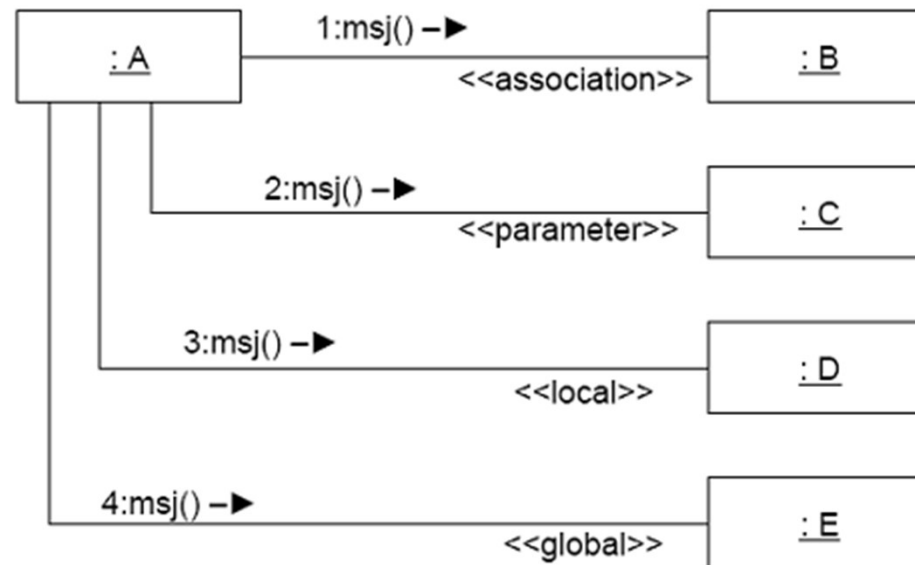 : A
1:msj()
<<association>>
: B
2:msj()
<<parameter>>
: C
3:msj()
<<local>>
: D
4:msj()
<<global>>
: E